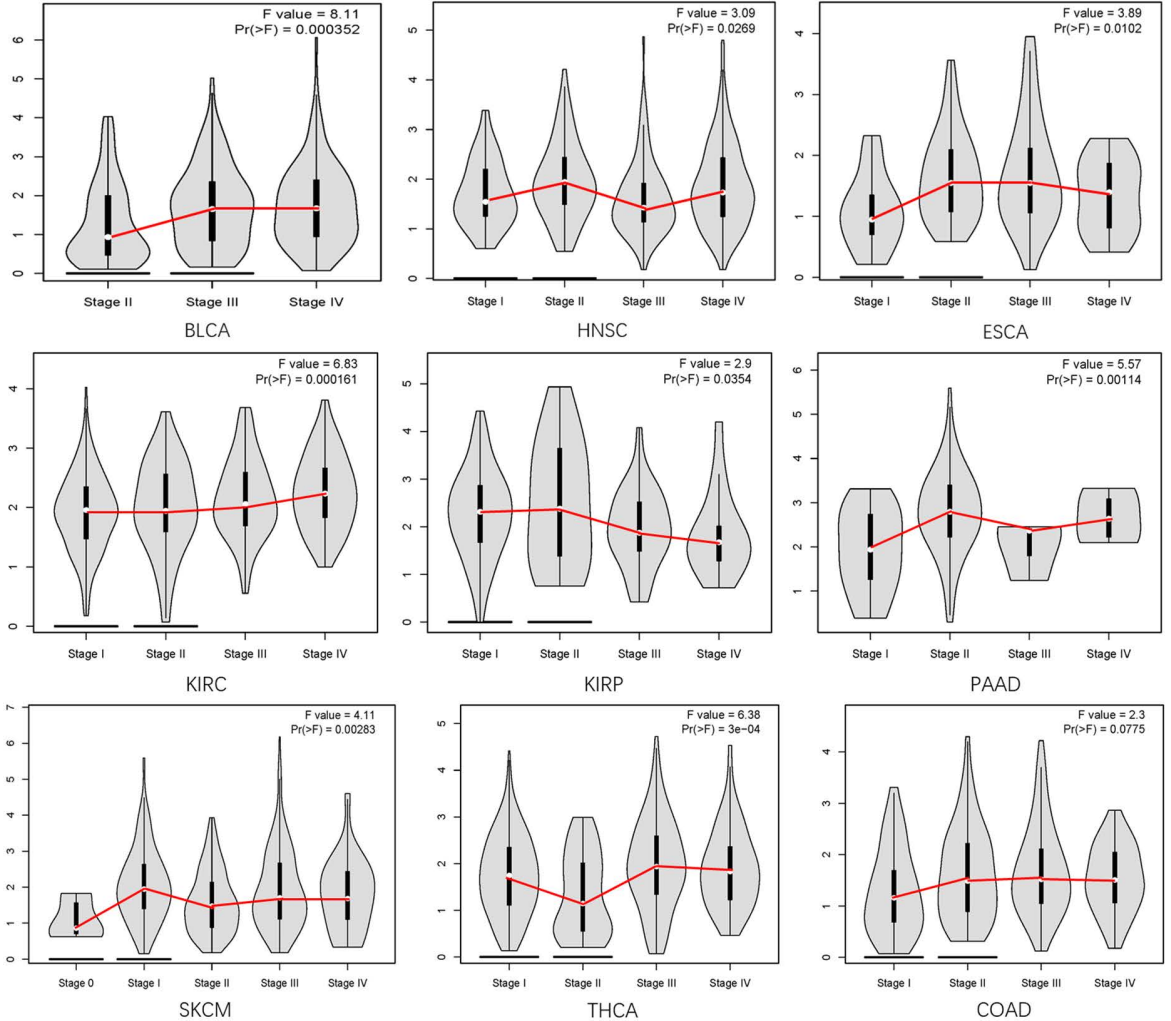 F value = 8.11
Pr(>F) = 0.000352
6
5
4
3
2
1
0
Stage II Stage III Stage IV
BLCA
F value = 3.09
Pr(>F) = 0.0269
5
4
3
2
1
0
Stage I Stage II Stage III Stage IV
HNSC
F value = 3.89
Pr(>F) = 0.0102
4
3
2
1
0
Stage I Stage II Stage III Stage IV
ESCA
F value = 6.83
Pr(>F) = 0.000161
4
3
2
1
0
Stage I Stage II Stage III Stage IV
KIRC
F value = 2.9
Pr(>F) = 0.0354
5
4
3
2
1
0
Stage I Stage II Stage III Stage IV
KIRP
F value = 5.57
Pr(>F) = 0.00114
6
5
4
3
2
1
Stage I Stage II Stage III Stage IV
PAAD
F value = 4.11
Pr(>F) = 0.00283
7
6
5
4
3
2
1
0
Stage 0 Stage I Stage II Stage III Stage IV
SKCM
F value = 6.38
Pr(>F) = 3e−04
5
4
3
2
1
0
Stage I Stage II Stage III Stage IV
THCA
F value = 2.3
Pr(>F) = 0.0775
4
3
2
1
0
Stage I Stage II Stage III Stage IV
COAD